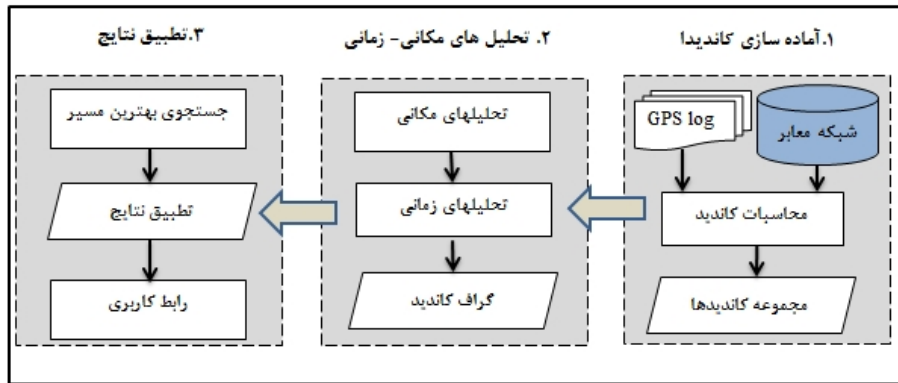 ۱.آماده سازی کاندیدا
GPS log
شبکه معابر
محاسبات کاندید
مجموعه کاندیدها
۲. تحلیل های مکانی- زمانی
تحلیلهای مکانی
تحلیلهای زمانی
گراف کاندید
۳.تطبیق نتایج
جستجوی بهترین مسیر
تطبیق نتایج
رابط کاربری